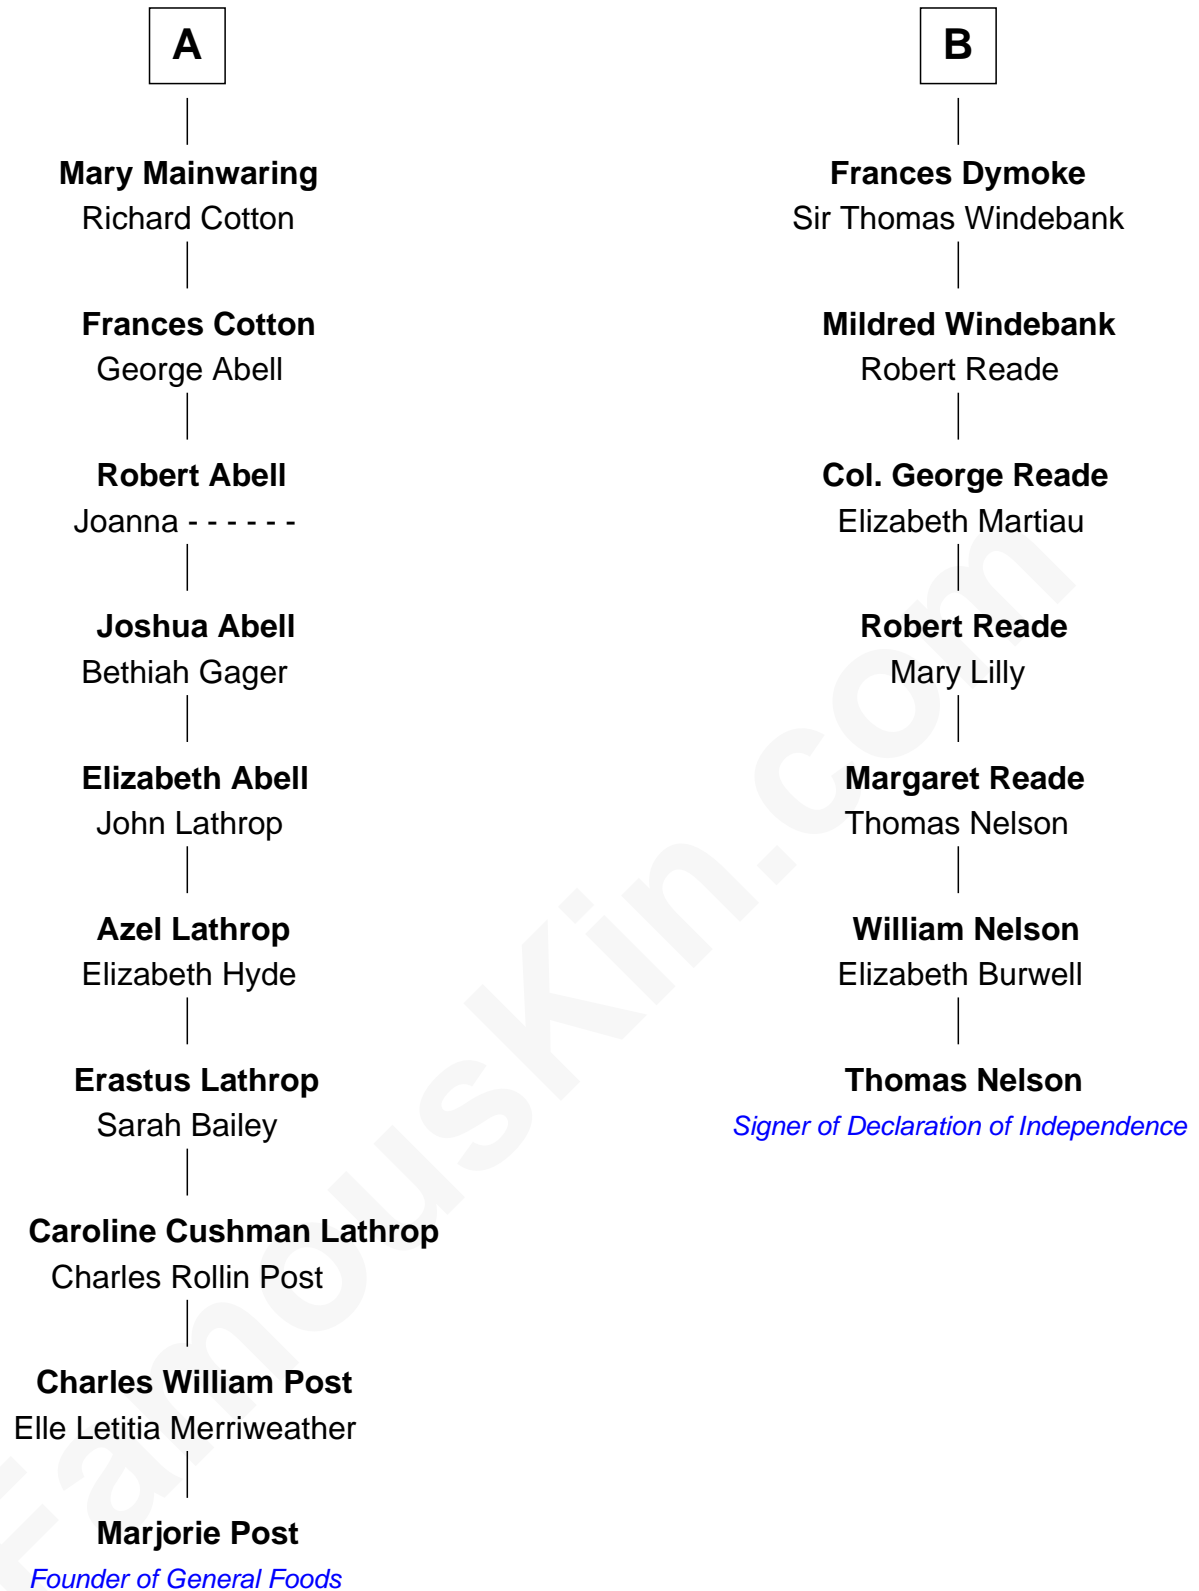 A
Mary Mainwaring
Richard Cotton
Frances Cotton
George Abell
Robert Abell
Joanna - - - - - -
Joshua Abell
Bethiah Gager
Elizabeth Abell
John Lathrop
Azel Lathrop
Elizabeth Hyde
Erastus Lathrop
Sarah Bailey
Caroline Cushman Lathrop
Charles Rollin Post
Charles William Post
Elle Letitia Merriweather
Marjorie Post
Founder of General Foods
B
Frances Dymoke
Sir Thomas Windebank
Mildred Windebank
Robert Reade
Col. George Reade
Elizabeth Martiau
Robert Reade
Mary Lilly
Margaret Reade
Thomas Nelson
William Nelson
Elizabeth Burwell
Thomas Nelson
Signer of Declaration of Independence
FamousKin.com